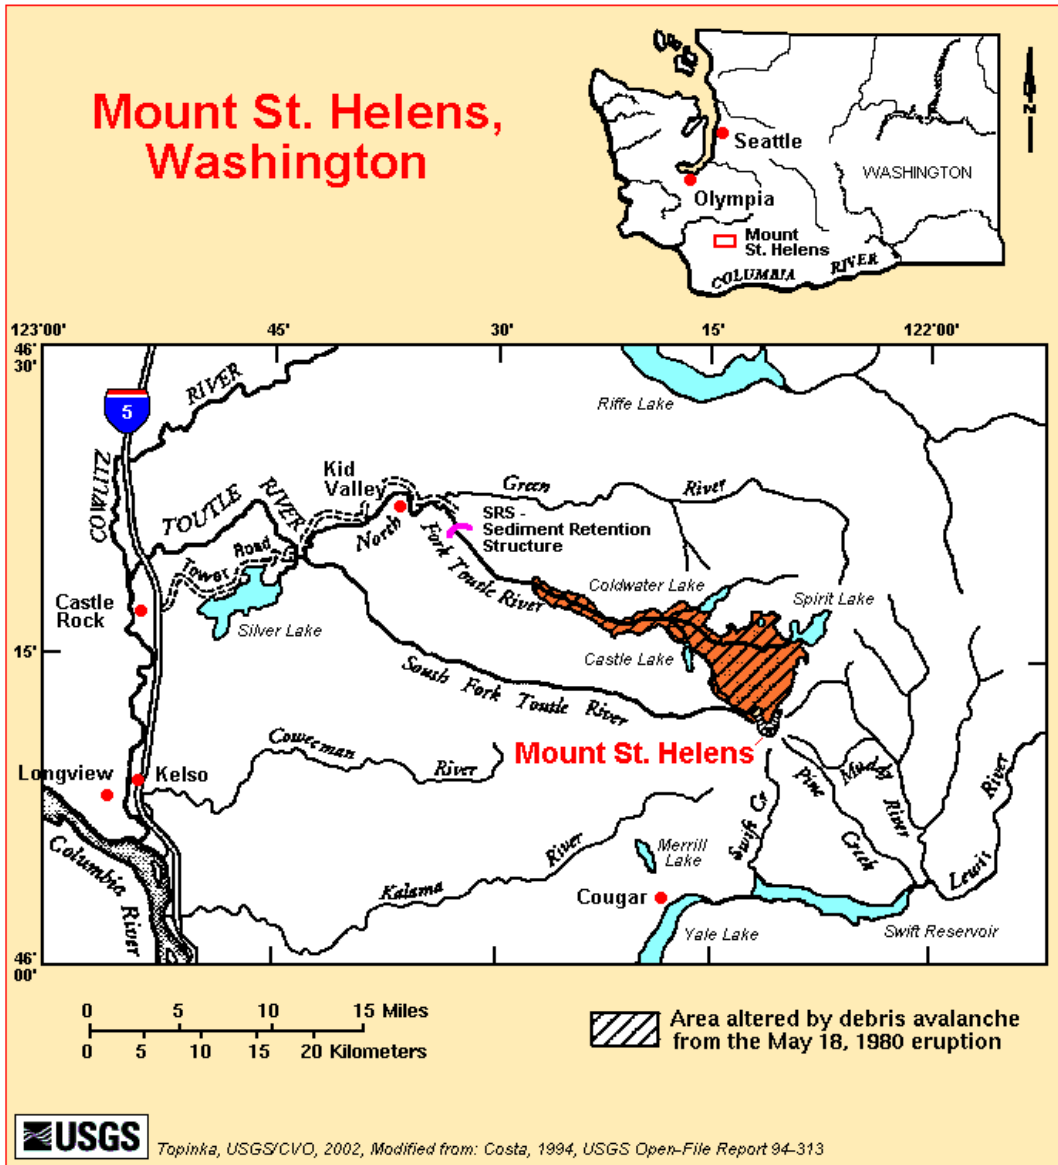 Mount St. Helens,
Washington
Seattle
WASHINGTON
Olympia
Mount
St. Helens
COLUMBIA RIVER
N
123°00'
45'
30'
15'
122°00'
46
30'
5
RIVER
COWLITZ
Riffe Lake
Kid
Valley
TOUTLE RIVER
North
Fork Toutle River
Green River
SRS -
Sediment Retention
Structure
Tower Road
Castle
Rock
Silver Lake
Coldwater Lake
Spirit Lake
Castle Lake
15'
South Fork Toutle River
Mount St. Helens
Coweeman River
Longview
Kelso
Columbia River
Kalama River
Swift Cr
Pine Creek
Muddy River
Lewis River
Merrill
Lake
Cougar
Yale Lake
Swift Reservoir
46
00'
0 5 10 15 Miles
0 5 10 15 20 Kilometers
Area altered by debris avalanche
from the May 18, 1980 eruption
USGS
Topinka, USGS/CVO, 2002, Modified from: Costa, 1994, USGS Open-File Report 94-313